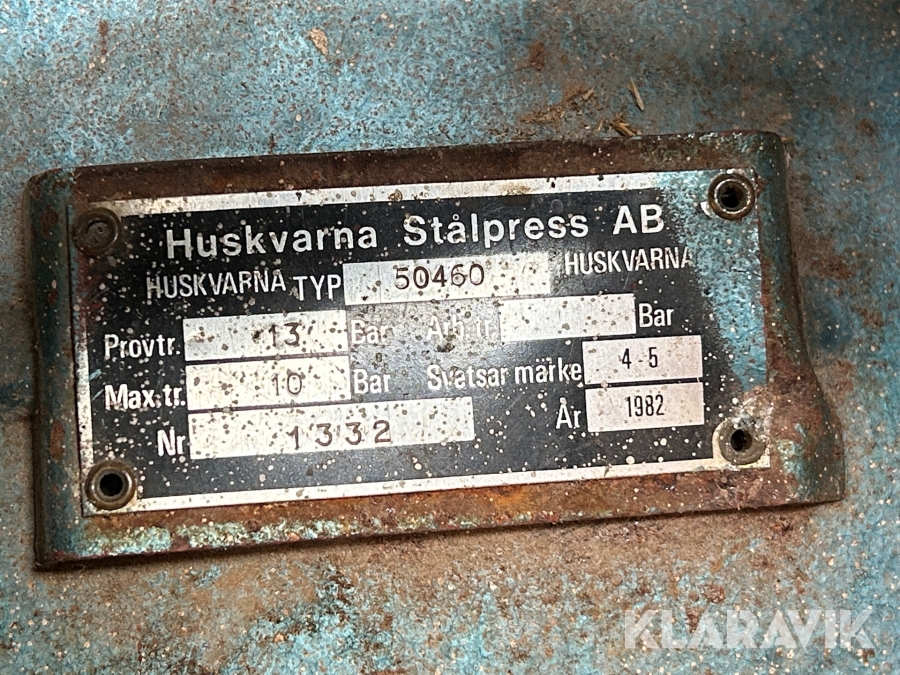 Huskvarna Stålpress AB
HUSKVARNA TYP 50460 HUSKVARNA
Provtr. 13 Bar Arb.tr. Bar
Max.tr. 10 Bar Svetsar märke 4-5
Nr 1332 År 1982
KLARAVIK